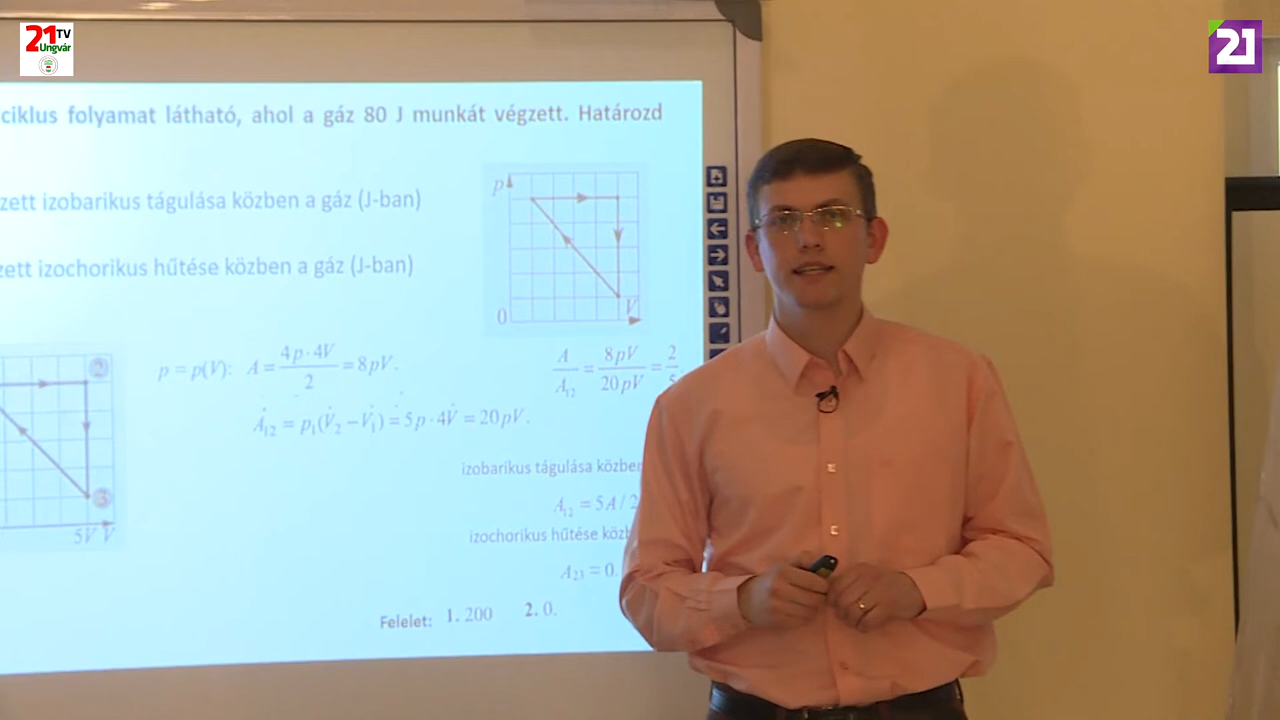 21 TV
Ungvár
21
ciklus folyamat látható, ahol a gáz 80 J munkát végzett. Határozd
zett izobarikus tágulása közben a gáz (J-ban)
zett izochorikus hűtése közben a gáz (J-ban)
p
0
V
2
3
5V V
p = p(V): A = 4p·4V / 2 = 8pV.
A / A₁₂ = 8pV / 20pV = 2
A₁₂ = p₁(V₂ − V₁) = 5p·4V = 20pV.
izobarikus tágulása közben
A₁₂ = 5A / 2
izochorikus hűtése közb
A₂₃ = 0.
Felelet: 1. 200 2. 0.